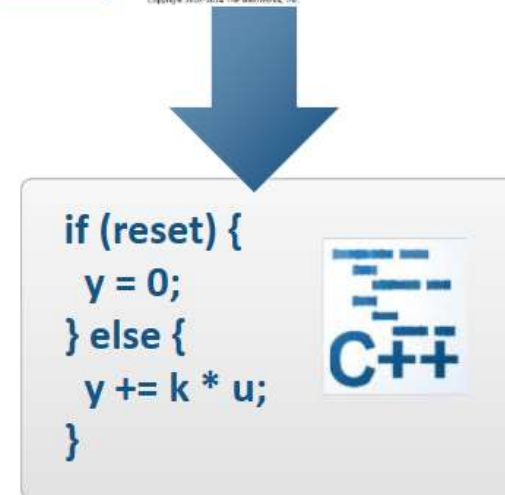 if (reset) {
y = 0;
} else {
y += k * u;
}
C++